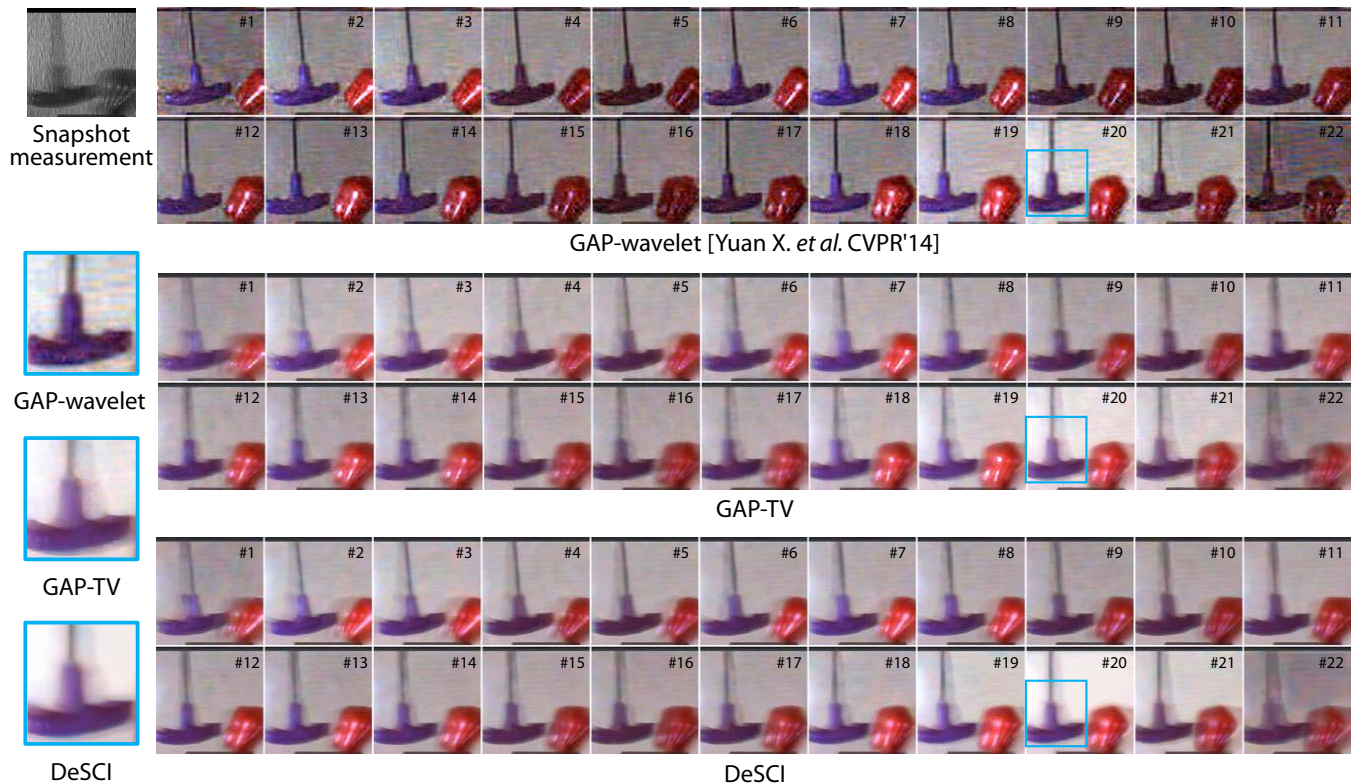 #1 #2 #3 #4 #5 #6 #7 #8 #9 #10 #11
Snapshot
measurement
#12 #13 #14 #15 #16 #17 #18 #19 #20 #21 #22
GAP-wavelet [Yuan X. et al. CVPR'14]
GAP-wavelet
#1 #2 #3 #4 #5 #6 #7 #8 #9 #10 #11
#12 #13 #14 #15 #16 #17 #18 #19 #20 #21 #22
GAP-TV
GAP-TV
#1 #2 #3 #4 #5 #6 #7 #8 #9 #10 #11
#12 #13 #14 #15 #16 #17 #18 #19 #20 #21 #22
DeSCI
DeSCI